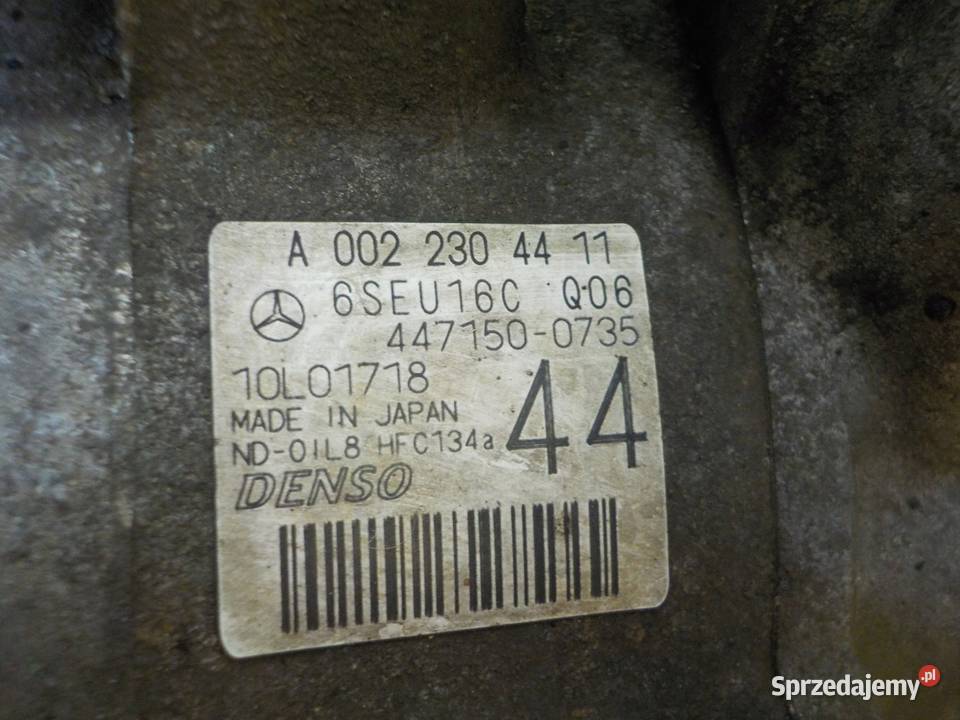 A 002 230 44 11
6SEU16C Q06
447150-0735
10L01718
MADE IN JAPAN
ND-OIL8 HFC134a
44
DENSO
Sprzedajemy.pl